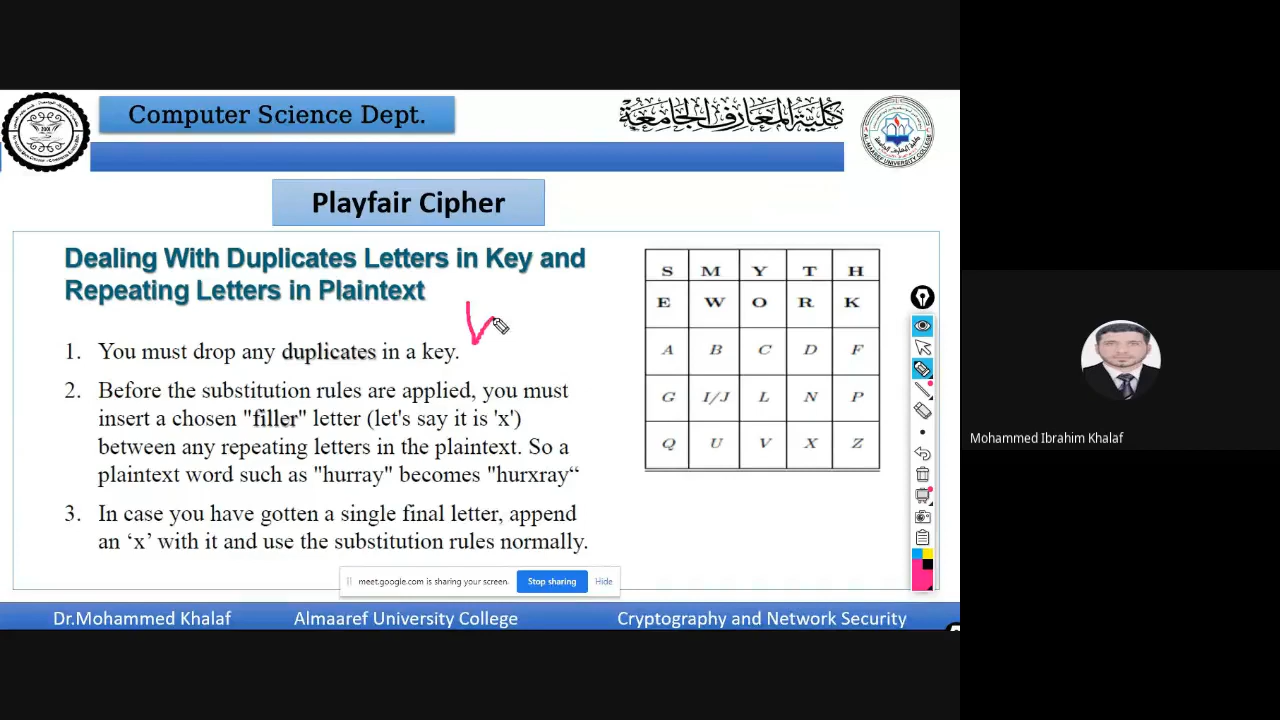 Computer Science Dept.
كلية المعارف الجامعة
Playfair Cipher
Dealing With Duplicates Letters in Key and
Repeating Letters in Plaintext
1. You must drop any duplicates in a key.
2. Before the substitution rules are applied, you must
insert a chosen "filler" letter (let's say it is 'x')
between any repeating letters in the plaintext. So a
plaintext word such as "hurray" becomes "hurxray“
3. In case you have gotten a single final letter, append
an ‘x’ with it and use the substitution rules normally.
S M Y T H
E W O R K
A B C D F
G I/J L N P
Q U V X Z
meet.google.com is sharing your screen. Stop sharing Hide
Dr.Mohammed Khalaf Almaaref University College Cryptography and Network Security
Mohammed Ibrahim Khalaf